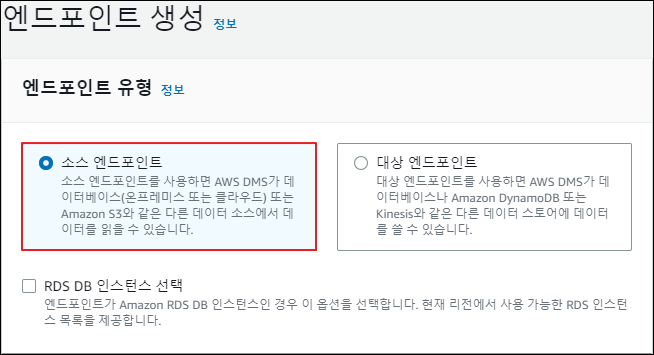 엔드포인트 생성 정보
엔드포인트 유형 정보
소스 엔드포인트
소스 엔드포인트를 사용하면 AWS DMS가 데
이터베이스(온프레미스 또는 클라우드) 또는
Amazon S3와 같은 다른 데이터 소스에서 데
이터를 읽을 수 있습니다.
대상 엔드포인트
대상 엔드포인트를 사용하면 AWS DMS가 데
이터베이스나 Amazon DynamoDB 또는
Kinesis와 같은 다른 데이터 스토어에 데이터
를 쓸 수 있습니다.
RDS DB 인스턴스 선택
엔드포인트가 Amazon RDS DB 인스턴스인 경우 이 옵션을 선택합니다. 현재 리전에서 사용 가능한 RDS 인스턴
스 목록을 제공합니다.